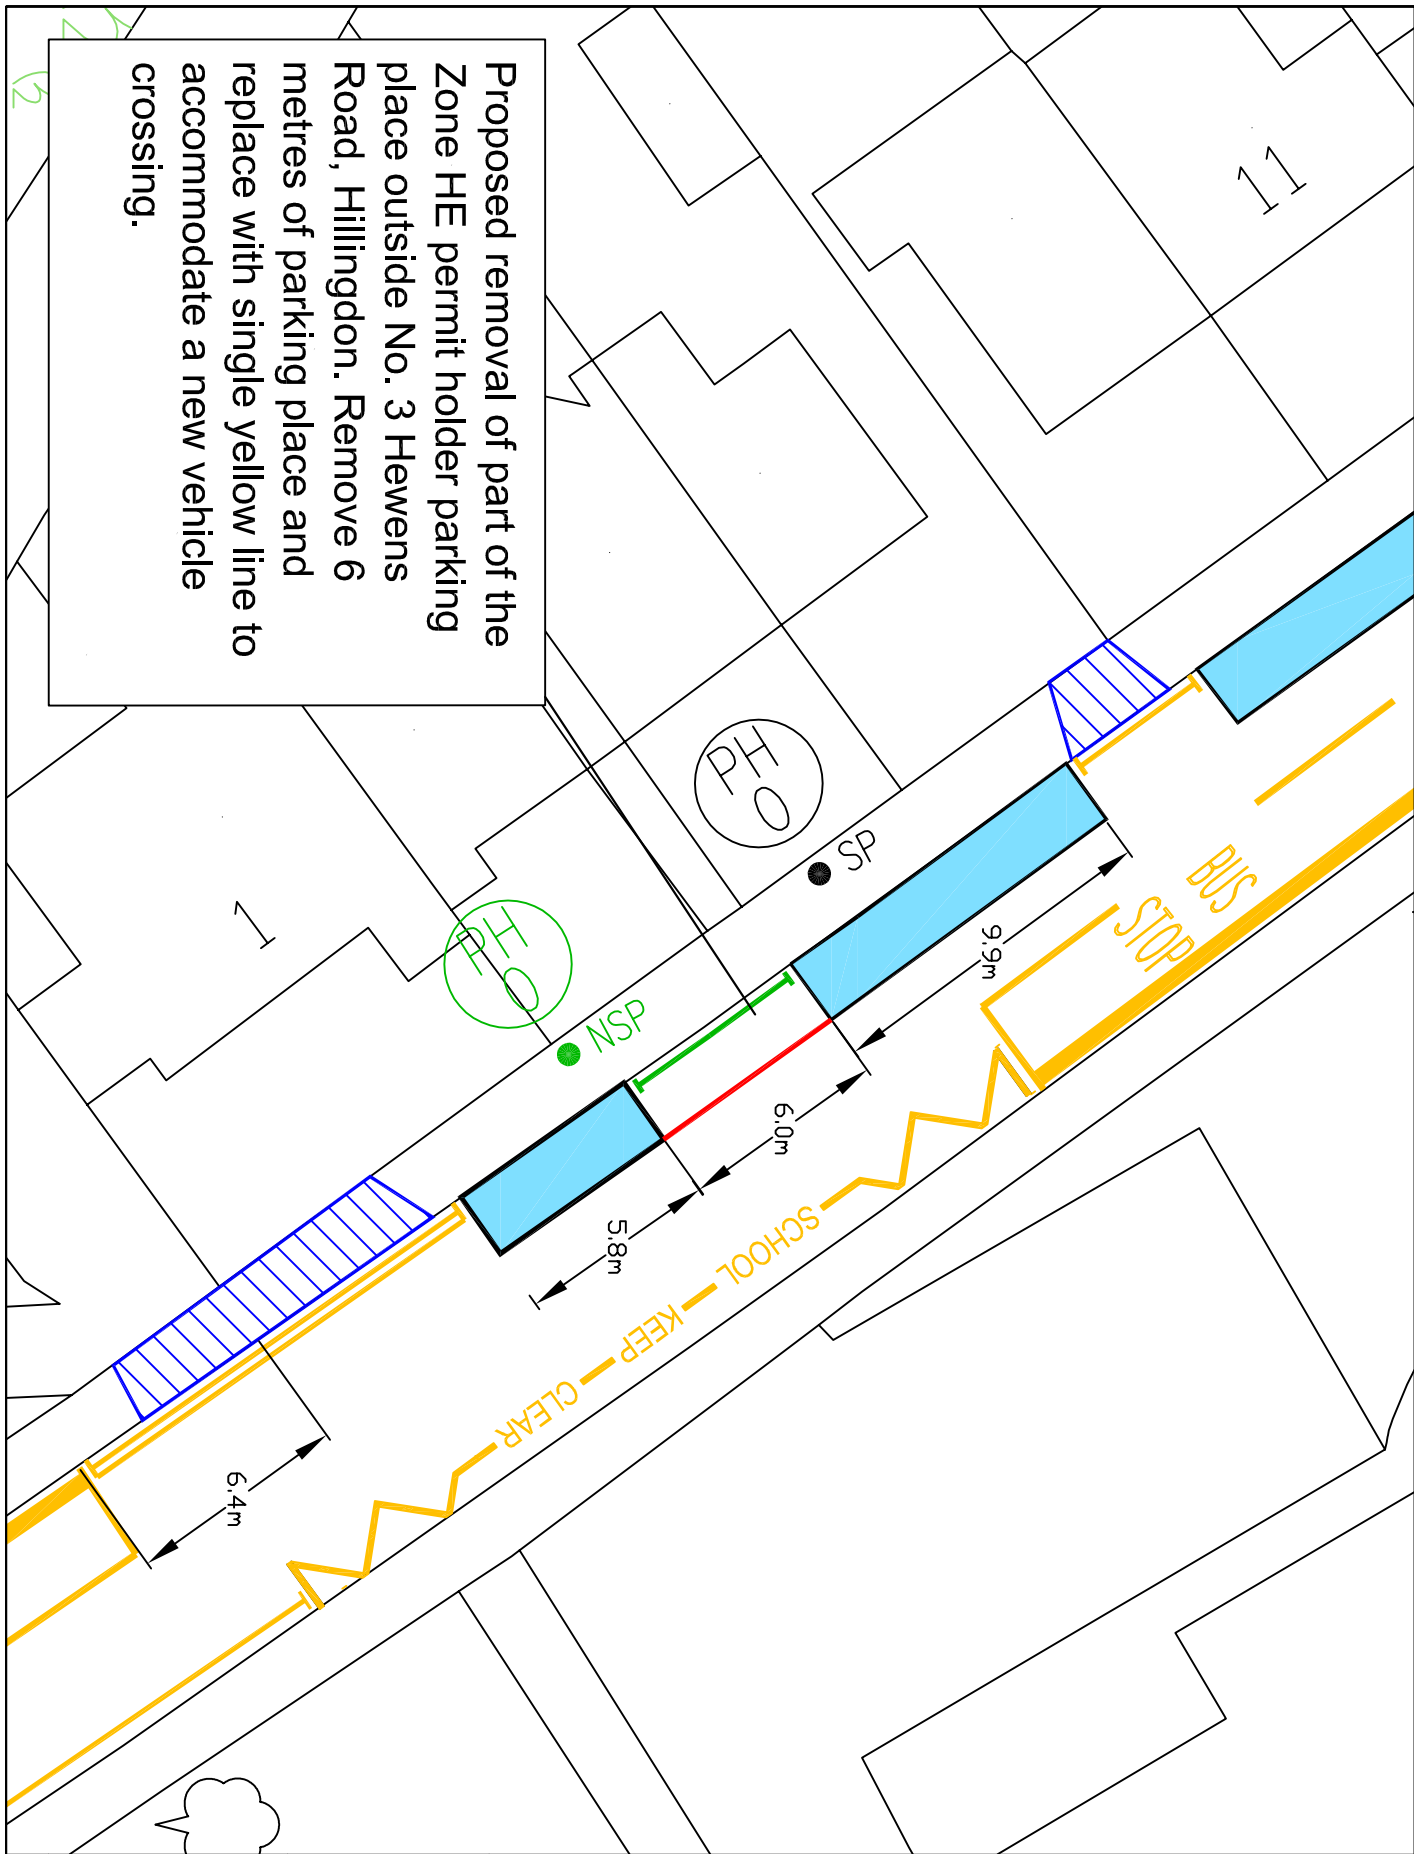 Proposed removal of part of the
Zone HE permit holder parking
place outside No. 3 Hewens
Road, Hillingdon. Remove 6
metres of parking place and
replace with single yellow line to
accommodate a new vehicle
crossing.
11
1
PH
0
SP
PH
0
NSP
BUS
STOP
9.9m
6.0m
5.8m
6.4m
SCHOOL
KEEP
CLEAR